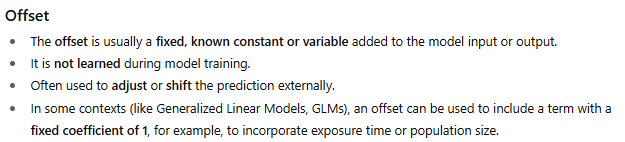 Offset
• The offset is usually a fixed, known constant or variable added to the model input or output.
• It is not learned during model training.
• Often used to adjust or shift the prediction externally.
• In some contexts (like Generalized Linear Models, GLMs), an offset can be used to include a term with a
fixed coefficient of 1, for example, to incorporate exposure time or population size.